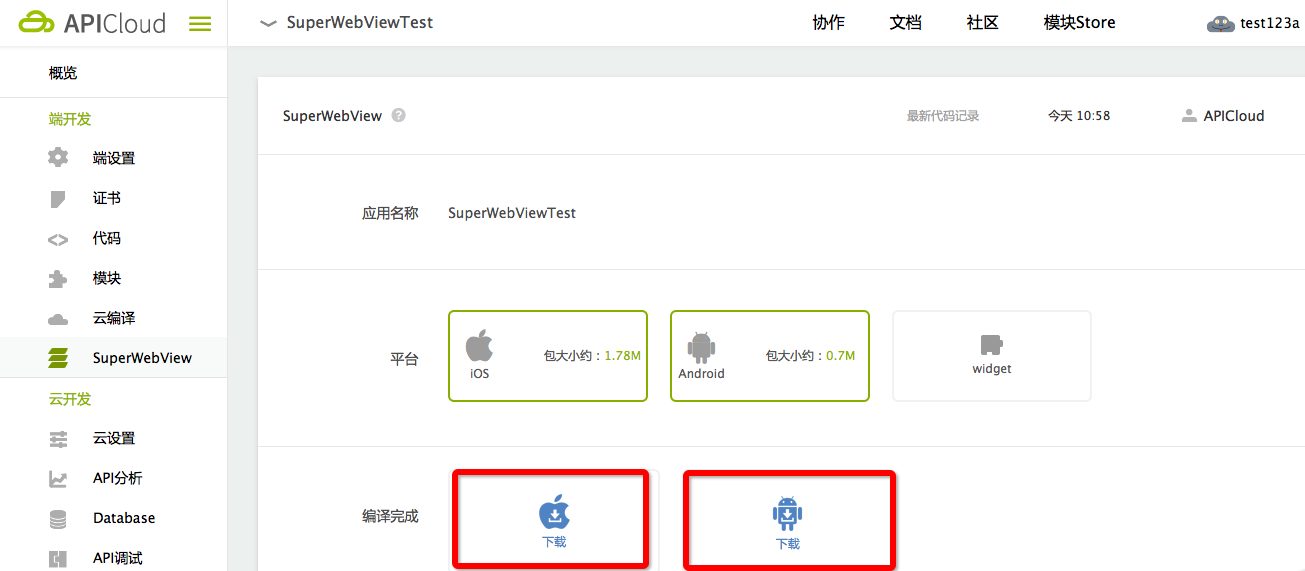 APICloud
SuperWebViewTest
协作
文档
社区
模块Store
test123a
概览
端开发
端设置
证书
代码
模块
云编译
SuperWebView
云开发
云设置
API分析
Database
API调试
SuperWebView ?
最新代码记录
今天 10:58
APICloud
应用名称
SuperWebViewTest
平台
iOS
包大小约：1.78M
Android
包大小约：0.7M
widget
编译完成
下载
下载